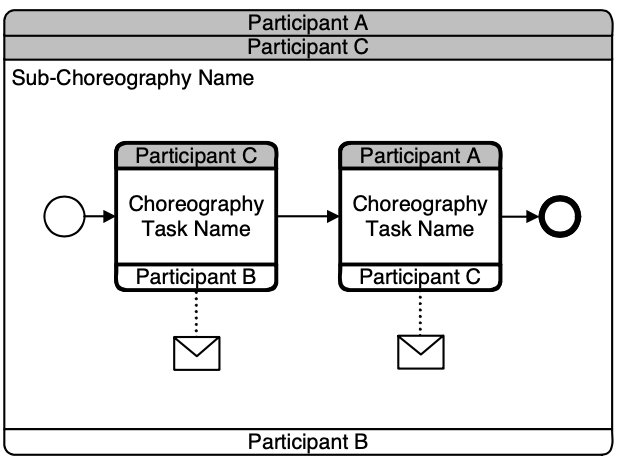 Participant A
Participant C
Sub-Choreography Name
Participant C
Choreography
Task Name
Participant B
Participant A
Choreography
Task Name
Participant C
Participant B